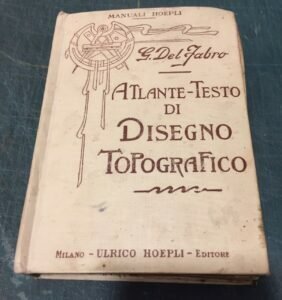 MANUALI HOEPLI
G. Del Fabro
ATLANTE-TESTO
DI
DISEGNO
TOPOGRAFICO
MILANO - ULRICO HOEPLI - EDITORE